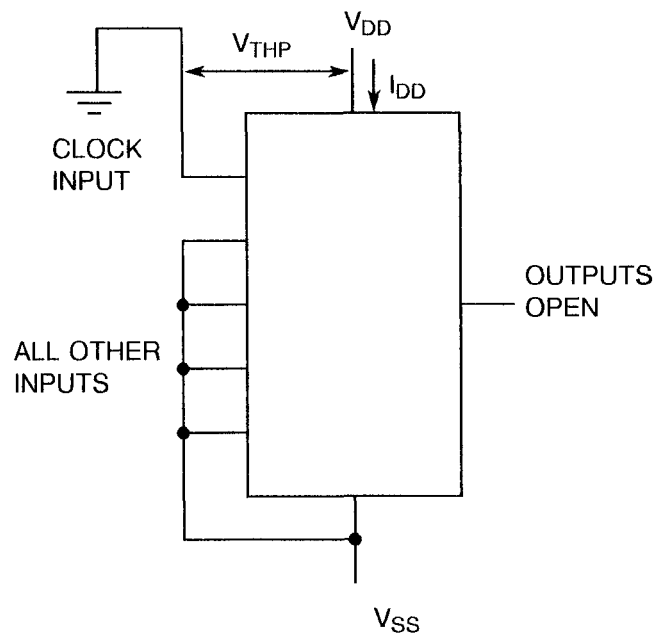 V_DD
V_THP
I_DD
CLOCK
INPUT
OUTPUTS
OPEN
ALL OTHER
INPUTS
V_SS